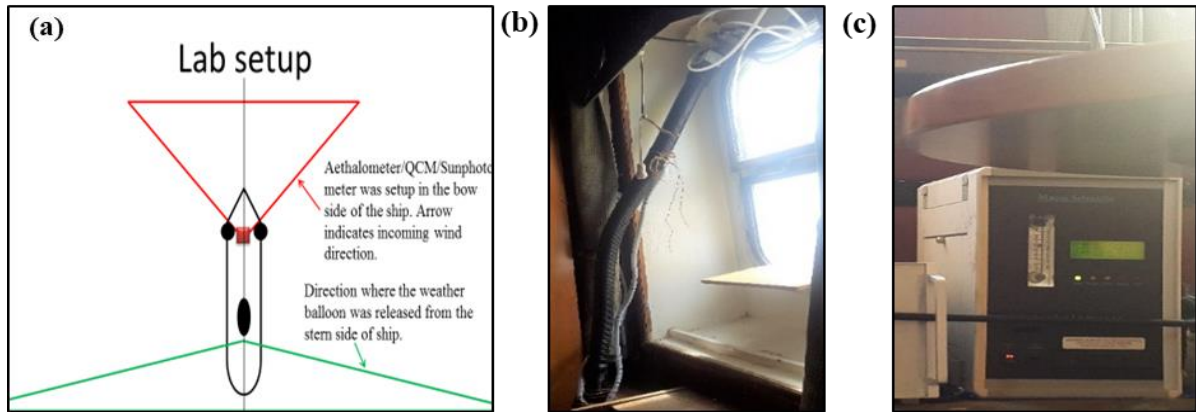 (a)
Lab setup
Aethalometer/QCM/Sunphoto
meter was setup in the bow
side of the ship. Arrow
indicates incoming wind
direction.
Direction where the weather
balloon was released from the
stern side of ship.
(b)
(c)